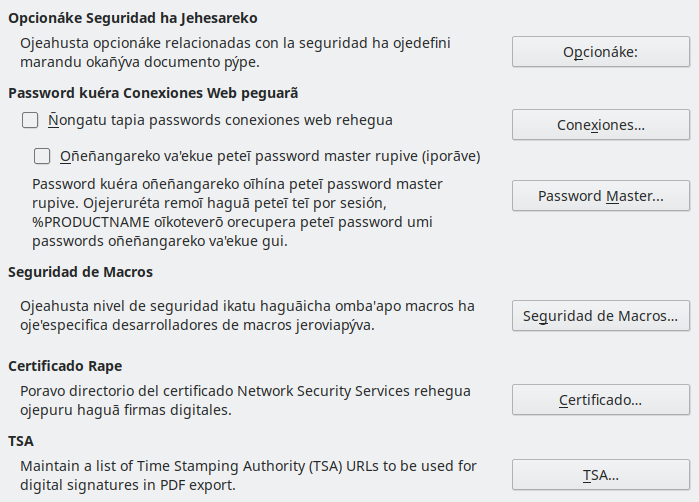 Opcionáke Seguridad ha Jehesareko
Ojeahusta opcionáke relacionadas con la seguridad ha ojedefini
marandu okañýva documento pýpe.
Opcionáke:
Password kuéra Conexiones Web peguarã
Ñongatu tapia passwords conexiones web rehegua
Conexiones...
Oñeñangareko va'ekue peteĩ password master rupive (iporãve)
Password kuéra oñeñangareko oĩhína peteĩ password master
rupive. Ojejeruréta remoĩ haguã peteĩ teĩ por sesión,
%PRODUCTNAME oikoteverõ orecupera peteĩ password umi
passwords oñeñangareko va'ekue gui.
Password Master...
Seguridad de Macros
Ojeahusta nivel de seguridad ikatu haguãicha omba'apo macros ha
oje'especifica desarrolladores de macros jeroviapýva.
Seguridad de Macros...
Certificado Rape
Poravo directorio del certificado Network Security Services rehegua
ojepuru haguã firmas digitales.
Certificado...
TSA
Maintain a list of Time Stamping Authority (TSA) URLs to be used for
digital signatures in PDF export.
TSA...